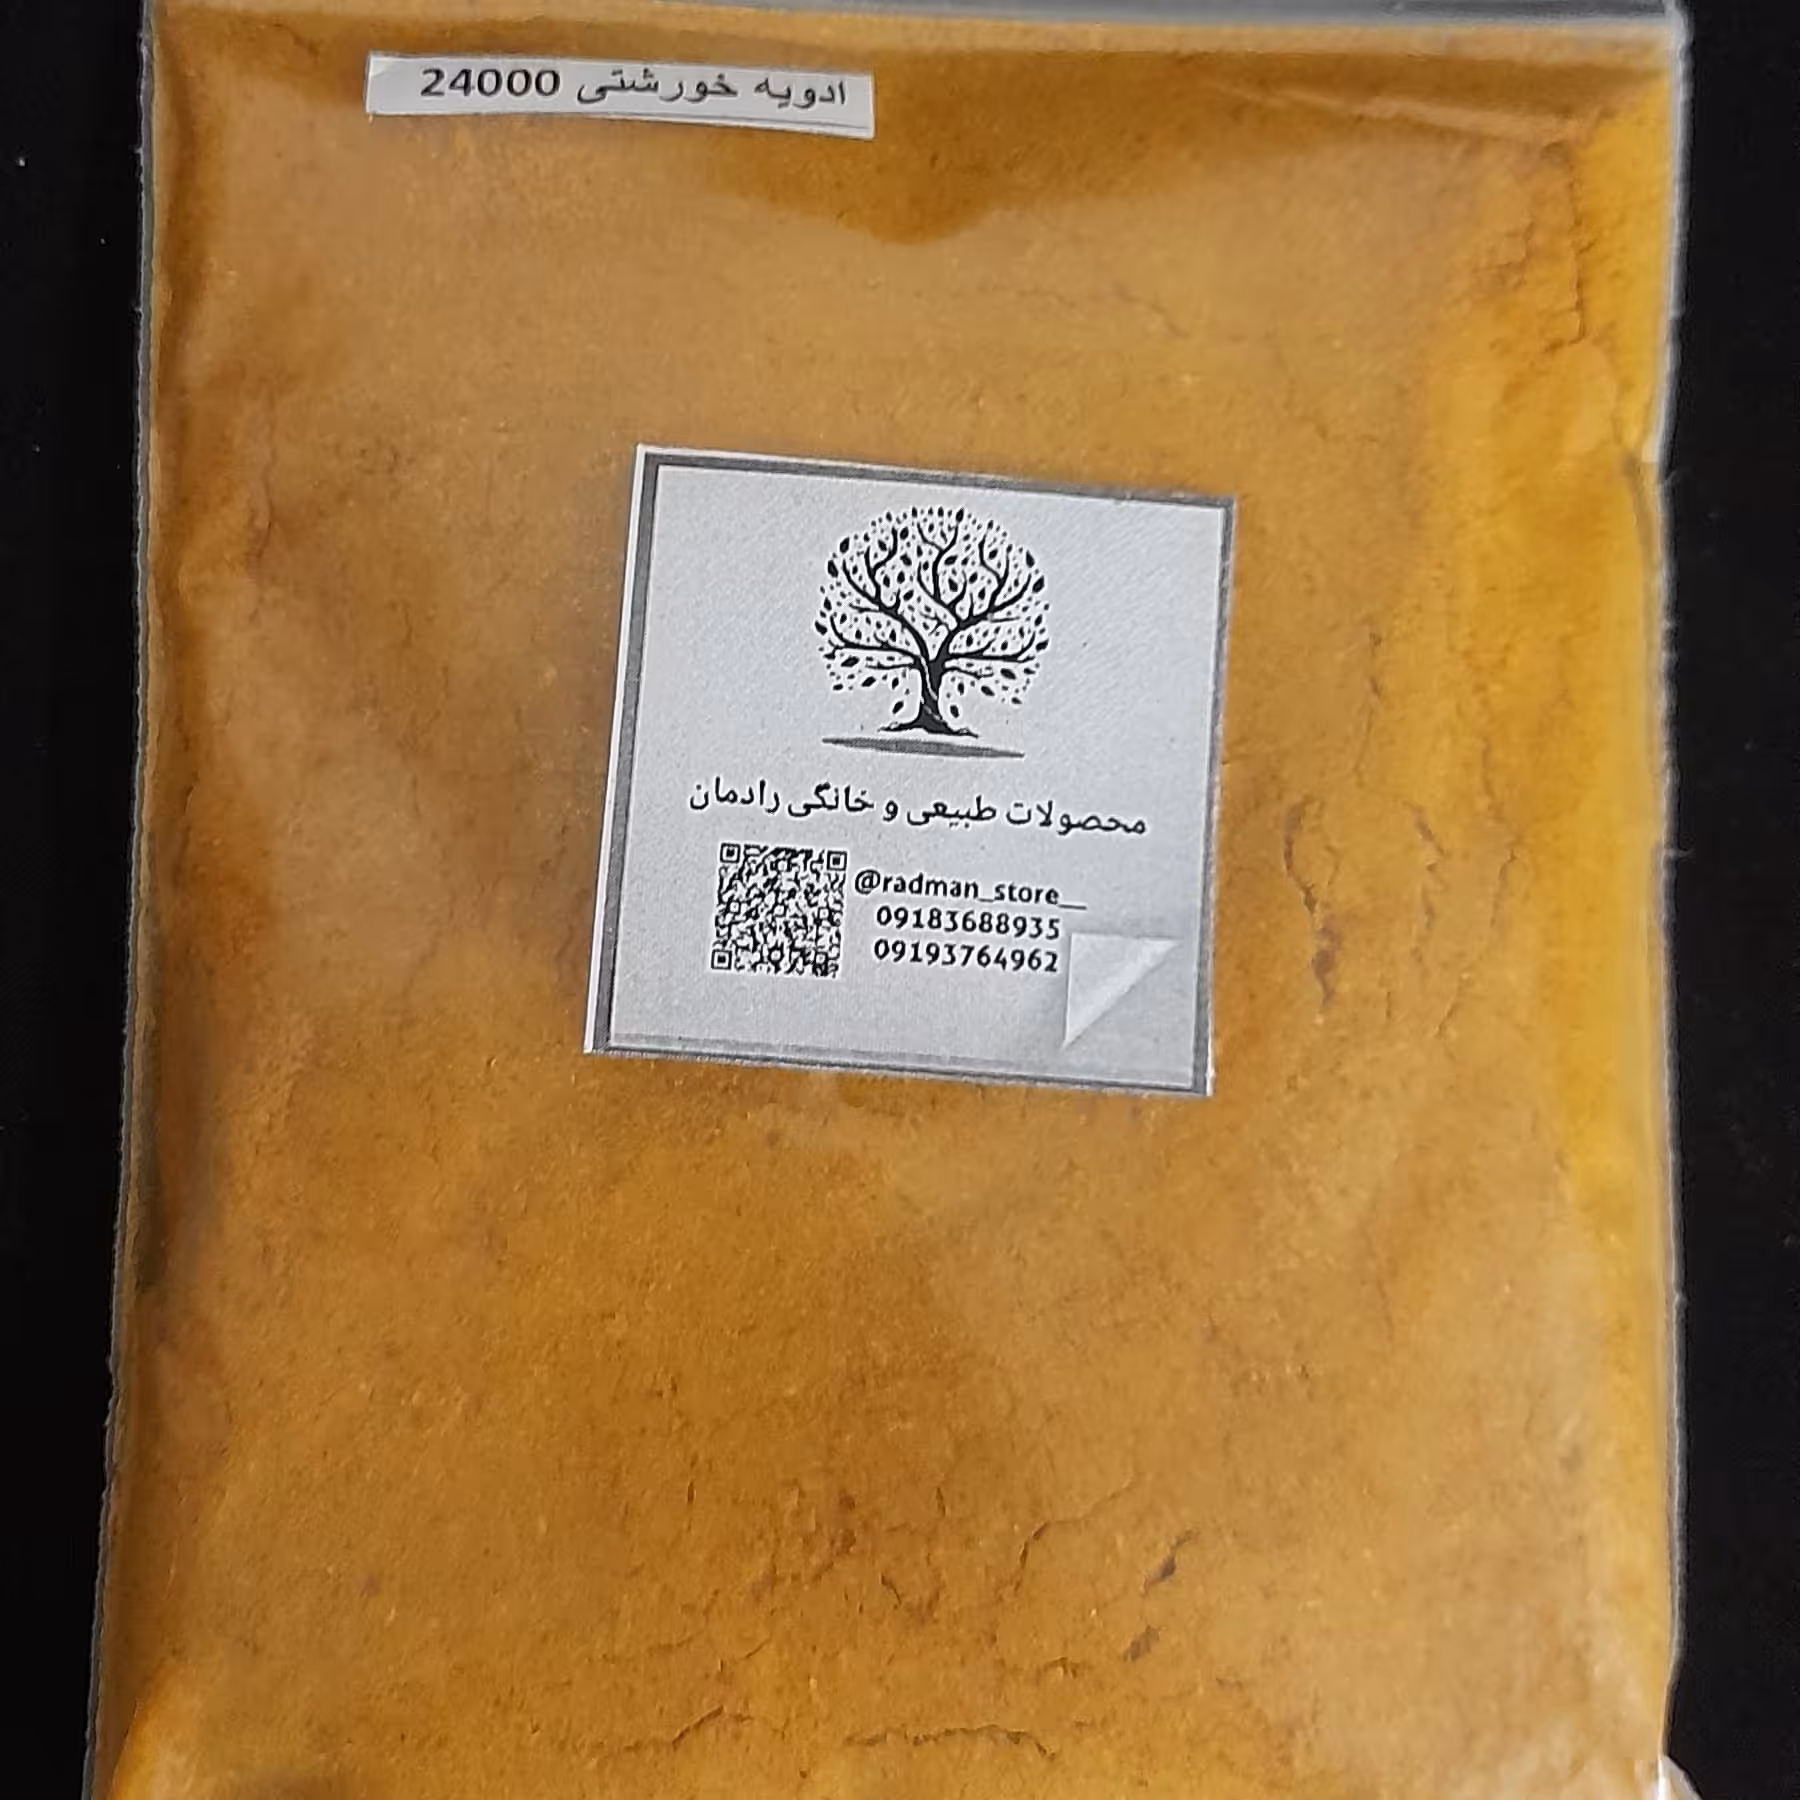 ادویه خورشتی 24000
محصولات طبیعی و خانگی رادمان
@radman_store__
09183688935
09193764962